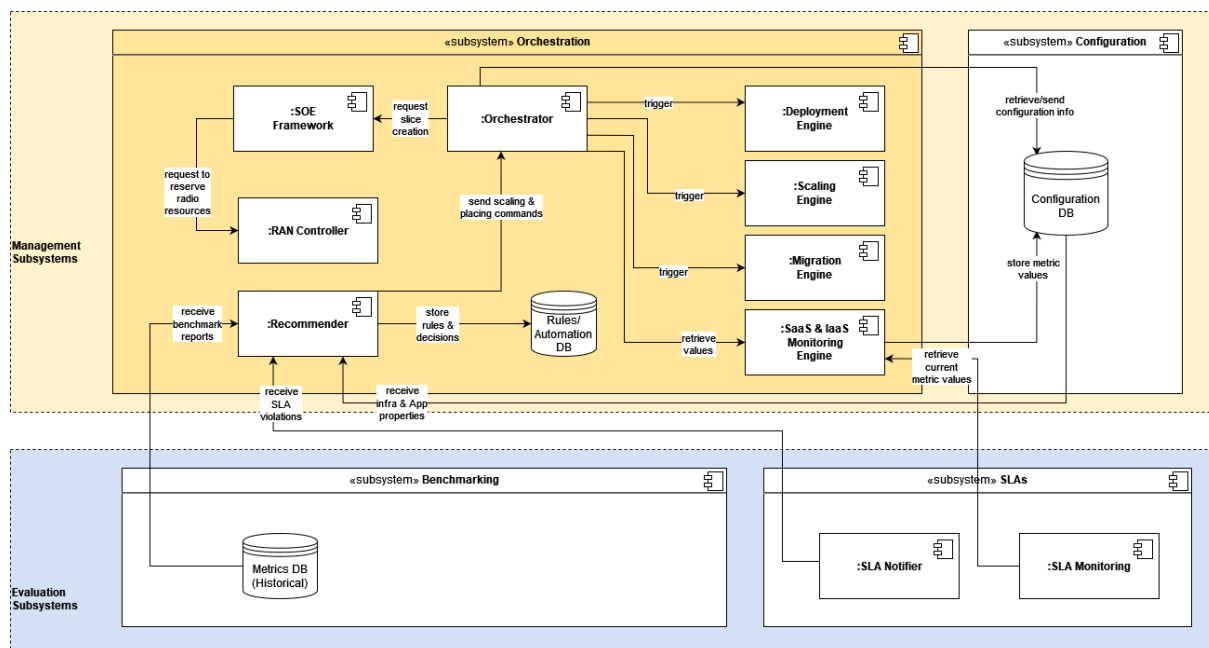 «subsystem» Orchestration
«subsystem» Configuration
:SOE
Framework
request
slice
creation
:Orchestrator
trigger
:Deployment
Engine
retrieve/send
configuration info
request to
reserve
radio
resources
send scaling &
placing commands
trigger
:Scaling
Engine
Configuration
DB
:RAN Controller
Management
Subsystems
trigger
:Migration
Engine
store metric
values
receive
benchmark
reports
:Recommender
store
rules &
decisions
Rules/
Automation
DB
retrieve
values
:SaaS & IaaS
Monitoring
Engine
retrieve
current
metric values
receive
SLA
violations
receive
infra & App
properties
«subsystem» Benchmarking
«subsystem» SLAs
Metrics DB
(Historical)
:SLA Notifier
:SLA Monitoring
Evaluation
Subsystems